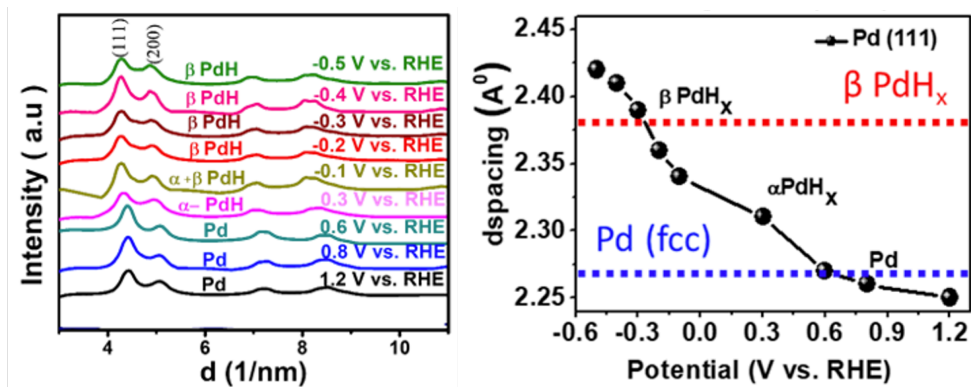 (111)
(200)
β PdH
-0.5 V vs. RHE
β PdH
-0.4 V vs. RHE
β PdH
-0.3 V vs. RHE
β PdH
-0.2 V vs. RHE
α +β PdH
-0.1 V vs. RHE
α– PdH
0.3 V vs. RHE
Pd
0.6 V vs. RHE
Pd
0.8 V vs. RHE
Pd
1.2 V vs. RHE
Intensity ( a.u )
4 6 8 10
d (1/nm)
2.45
2.40
2.35
2.30
2.25
dspacing (A⁰)
Pd (111)
β PdHₓ
β PdHₓ
αPdHₓ
Pd (fcc)
Pd
-0.6 -0.3 0.0 0.3 0.6 0.9 1.2
Potential (V vs. RHE)